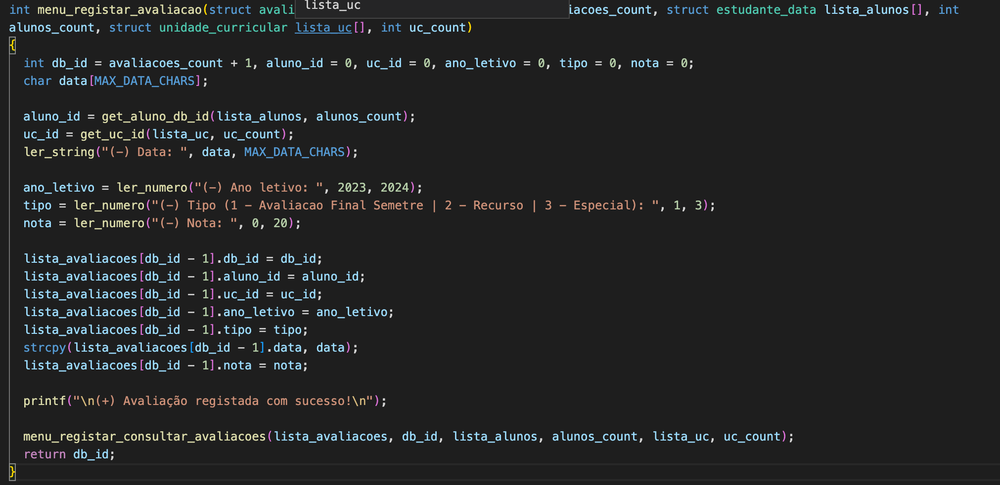 int menu_registar_avaliacao(struct avali lista_uc iacoes_count, struct estudante_data lista_alunos[], int
alunos_count, struct unidade_curricular lista_uc[], int uc_count)
{
int db_id = avaliacoes_count + 1, aluno_id = 0, uc_id = 0, ano_letivo = 0, tipo = 0, nota = 0;
char data[MAX_DATA_CHARS];
aluno_id = get_aluno_db_id(lista_alunos, alunos_count);
uc_id = get_uc_id(lista_uc, uc_count);
ler_string("(-) Data: ", data, MAX_DATA_CHARS);
ano_letivo = ler_numero("(-) Ano letivo: ", 2023, 2024);
tipo = ler_numero("(-) Tipo (1 - Avaliacao Final Semetre | 2 - Recurso | 3 - Especial): ", 1, 3);
nota = ler_numero("(-) Nota: ", 0, 20);
lista_avaliacoes[db_id - 1].db_id = db_id;
lista_avaliacoes[db_id - 1].aluno_id = aluno_id;
lista_avaliacoes[db_id - 1].uc_id = uc_id;
lista_avaliacoes[db_id - 1].ano_letivo = ano_letivo;
lista_avaliacoes[db_id - 1].tipo = tipo;
strcpy(lista_avaliacoes[db_id - 1].data, data);
lista_avaliacoes[db_id - 1].nota = nota;
printf("\n(+) Avaliação registada com sucesso!\n");
menu_registar_consultar_avaliacoes(lista_avaliacoes, db_id, lista_alunos, alunos_count, lista_uc, uc_count);
return db_id;
}